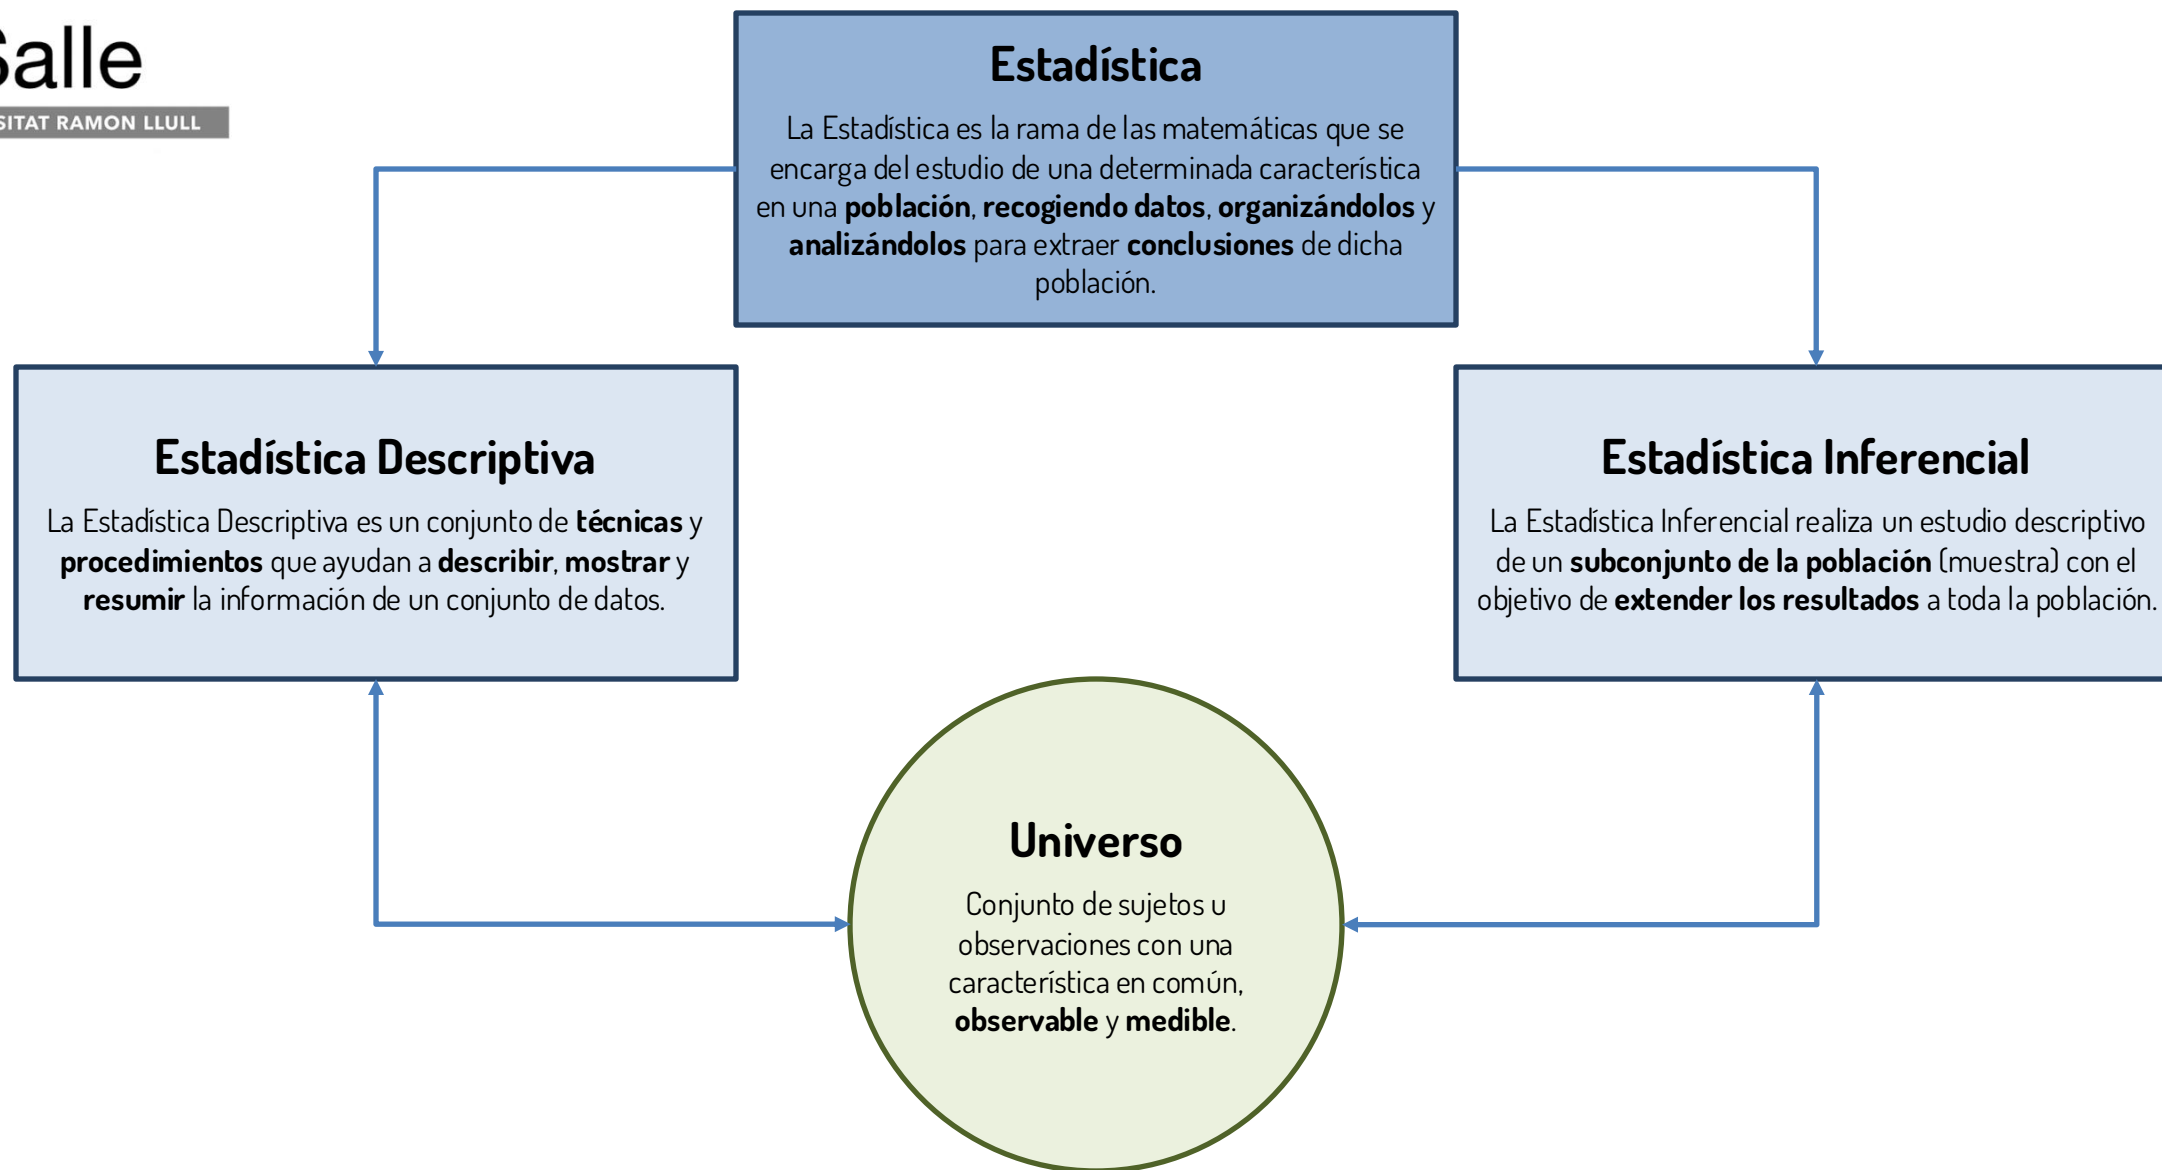 Salle
SITAT RAMON LLULL
Estadística
La Estadística es la rama de las matemáticas que se
encarga del estudio de una determinada característica
en una población, recogiendo datos, organizándolos y
analizándolos para extraer conclusiones de dicha
población.
Estadística Descriptiva
La Estadística Descriptiva es un conjunto de técnicas y
procedimientos que ayudan a describir, mostrar y
resumir la información de un conjunto de datos.
Estadística Inferencial
La Estadística Inferencial realiza un estudio descriptivo
de un subconjunto de la población (muestra) con el
objetivo de extender los resultados a toda la población.
Universo
Conjunto de sujetos u
observaciones con una
característica en común,
observable y medible.